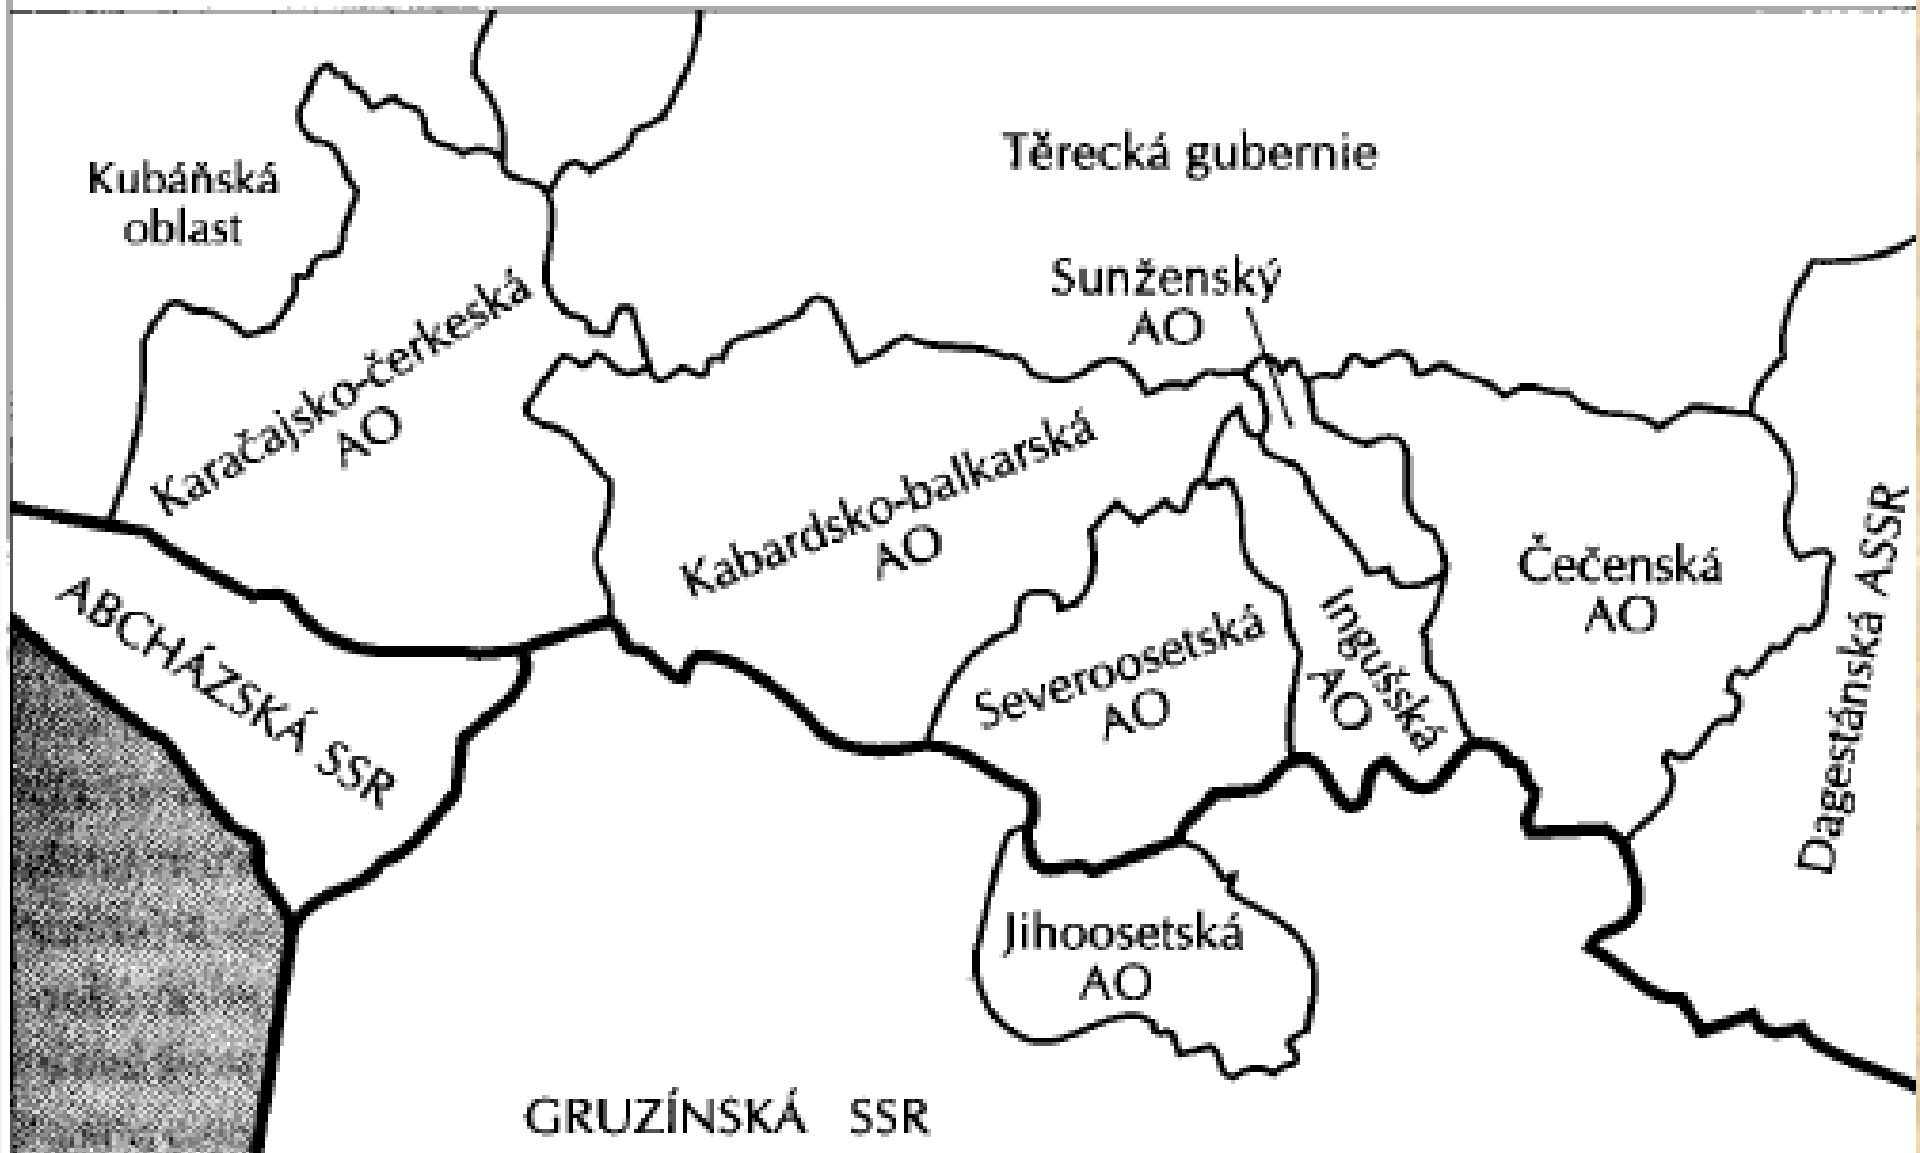 Kubáňská
oblast
Těrecká gubernie
Sunženský
AO
Karačajsko-čerkeská
AO
Kabardsko-balkarská
AO
Severoosetská
AO
Ingušská
AO
Čečenská
AO
Dagestánská ASSR
ABCHÁZSKÁ SSR
Jihoosetská
AO
GRUZÍNSKÁ SSR